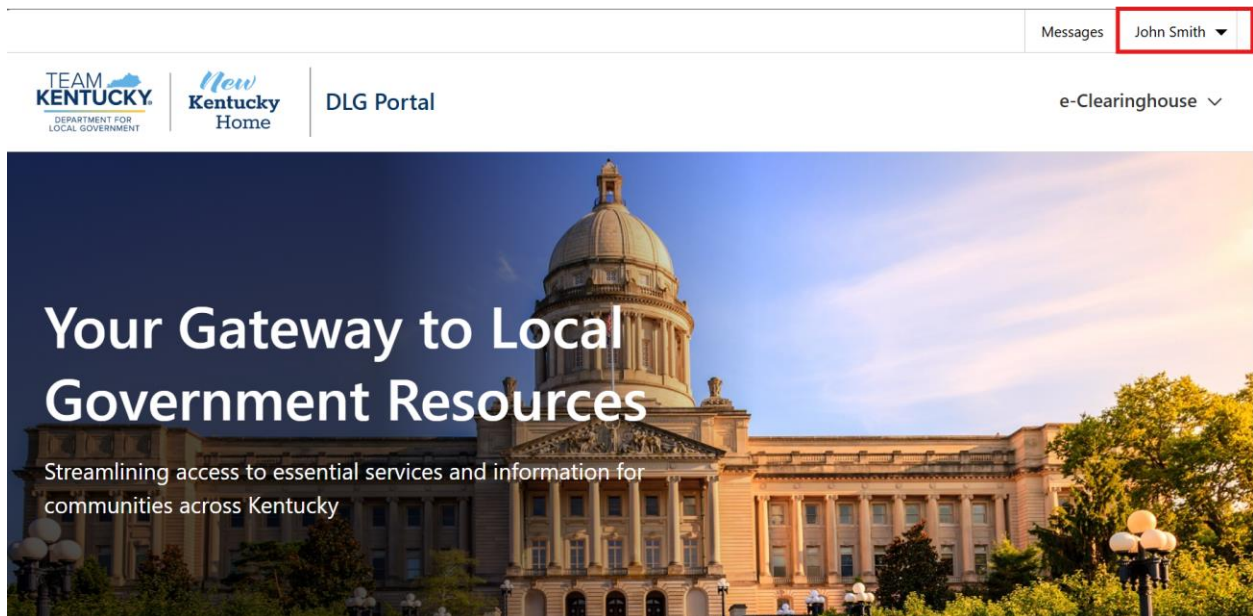 Messages John Smith
TEAM
KENTUCKY®
DEPARTMENT FOR
LOCAL GOVERNMENT
New
Kentucky
Home
DLG Portal
e-Clearinghouse
Your Gateway to Local
Government Resources
Streamlining access to essential services and information for
communities across Kentucky